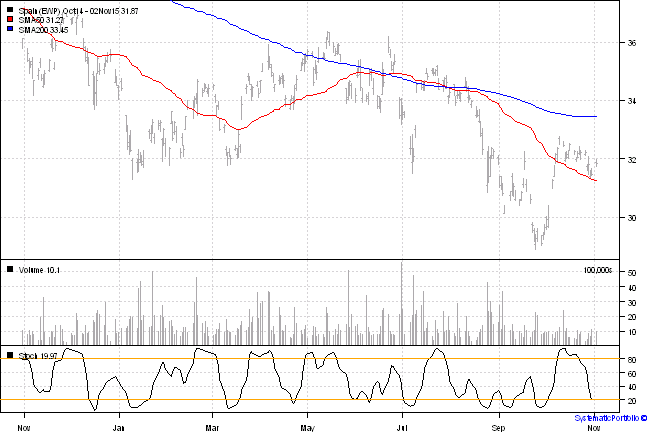 Spain (EWP) Oct14 - 02Nov15 31.87
SMA50 31.27
SMA200 33.45
36
34
32
30
Volume 10.1
100,000s
50
40
30
20
10
Stoch 19.97
80
60
40
20
Nov Jan Mar May Jul Sep Nov
SystematicPortfolio ©